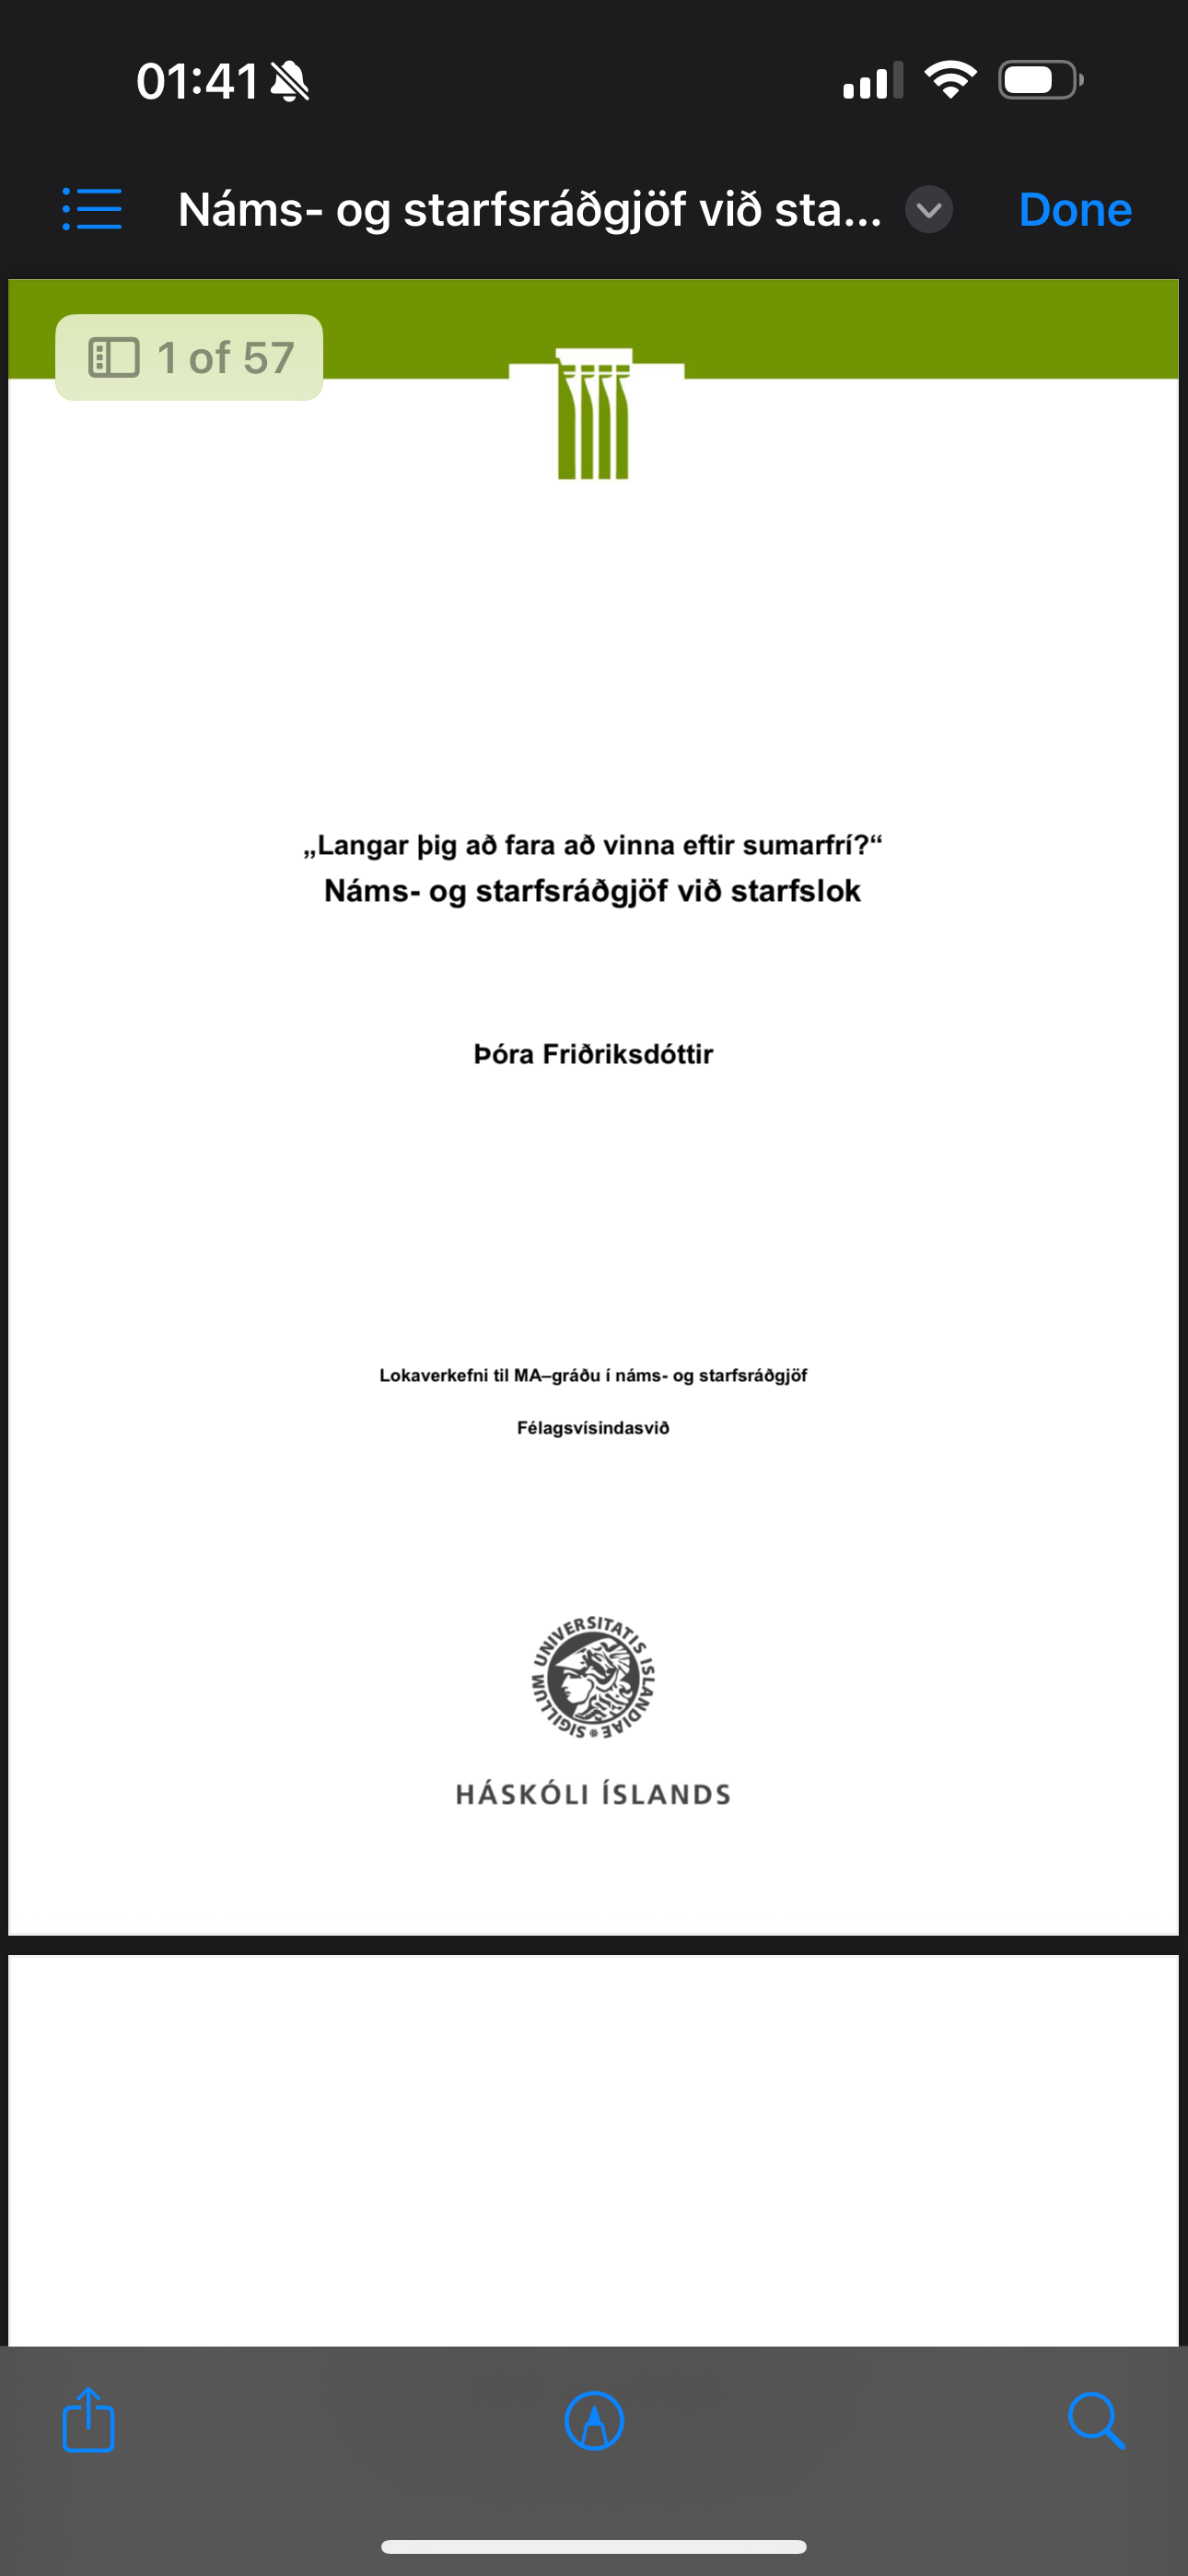 01:41
Náms- og starfsráðgjöf við sta...
Done
1 of 57
„Langar þig að fara að vinna eftir sumarfrí?“
Náms- og starfsráðgjöf við starfslok
Þóra Friðriksdóttir
Lokaverkefni til MA–gráðu í náms- og starfsráðgjöf
Félagsvísindasvið
SIGILLUM UNIVERSITATIS ISLANDIAE
HÁSKÓLI ÍSLANDS